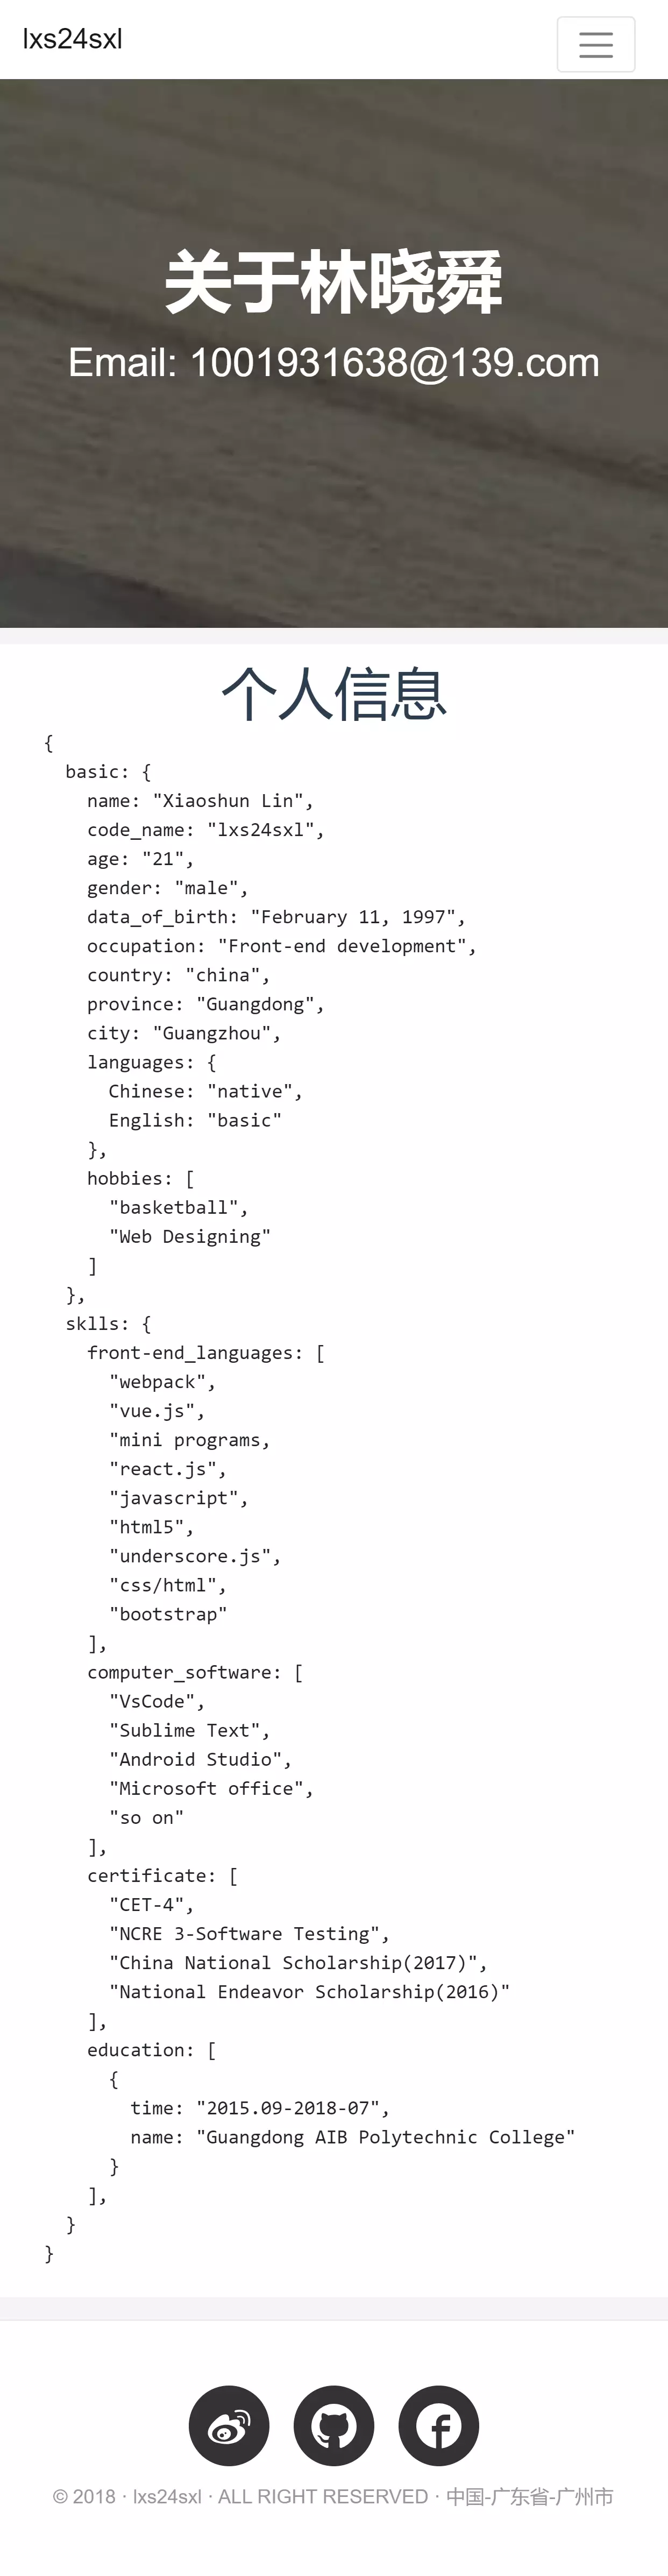 lxs24sxl
关于林晓舜
Email: 1001931638@139.com
个人信息
{
  basic: {
    name: "Xiaoshun Lin",
    code_name: "lxs24sxl",
    age: "21",
    gender: "male",
    data_of_birth: "February 11, 1997",
    occupation: "Front-end development",
    country: "china",
    province: "Guangdong",
    city: "Guangzhou",
    languages: {
      Chinese: "native",
      English: "basic"
    },
    hobbies: [
      "basketball",
      "Web Designing"
    ]
  },
  sklls: {
    front-end_languages: [
      "webpack",
      "vue.js",
      "mini programs,
      "react.js",
      "javascript",
      "html5",
      "underscore.js",
      "css/html",
      "bootstrap"
    ],
    computer_software: [
      "VsCode",
      "Sublime Text",
      "Android Studio",
      "Microsoft office",
      "so on"
    ],
    certificate: [
      "CET-4",
      "NCRE 3-Software Testing",
      "China National Scholarship(2017)",
      "National Endeavor Scholarship(2016)"
    ],
    education: [
      {
        time: "2015.09-2018-07",
        name: "Guangdong AIB Polytechnic College"
      }
    ],
  }
}
© 2018 · lxs24sxl · ALL RIGHT RESERVED · 中国-广东省-广州市